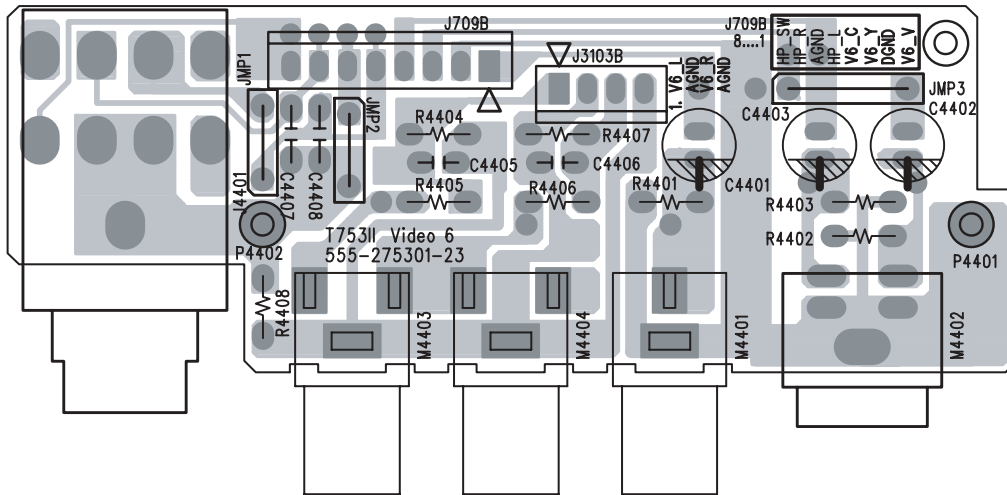 J709B
J709B
8....1
HP_SW
HP_R
AGND
HP_L
V6_C
V6_Y
DGND
V6_V
JMP1
J3103B
1. V6_L
AGND
V6_R
AGND
JMP3
C4403
C4402
JMP2
R4404
R4407
C4405
C4406
J4401
C4407
C4408
R4405
R4406
R4401
C4401
R4403
R4402
P4402
T753II Video 6
555-275301-23
P4401
R4408
M4403
M4404
M4401
M4402